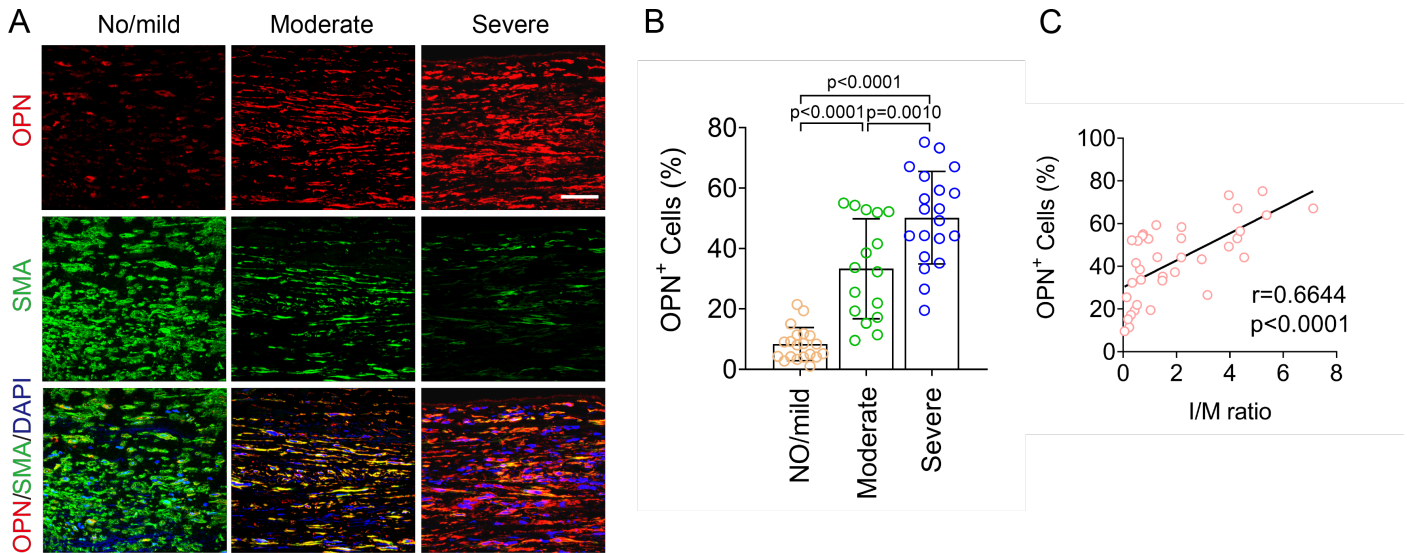 A
No/mild
Moderate
Severe
OPN
SMA
OPN/SMA/DAPI
B
p<0.0001
p<0.0001
p=0.0010
OPN+ Cells (%)
80
60
40
20
0
NO/mild
Moderate
Severe
C
OPN+ Cells (%)
100
80
60
40
20
0
r=0.6644
p<0.0001
0
2
4
6
8
I/M ratio